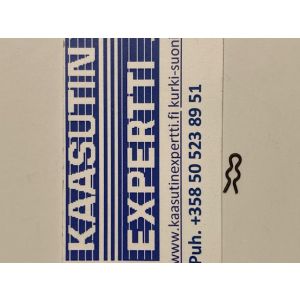 KAASUTIN
EXPERTTI
www.kaasutinexpertti.fi kurki-suon
Puh. +358 50 523 89 51